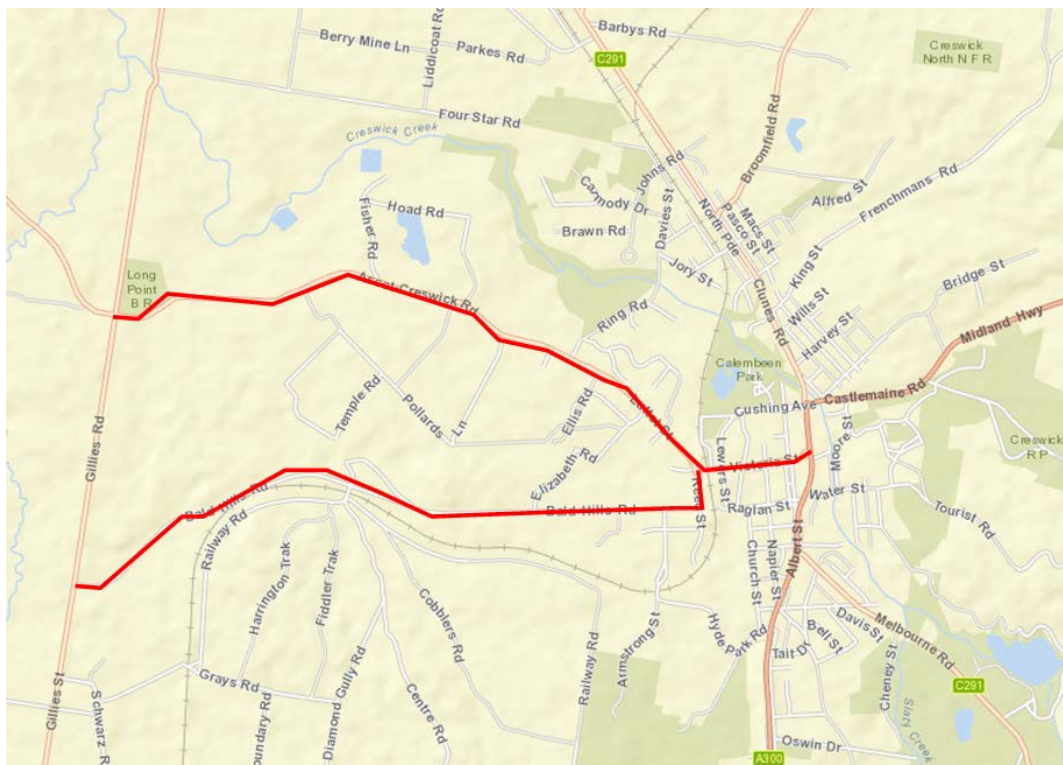 Barbys Rd
Berry Mine Ln
Parkes Rd
Liddicoat Rd
C291
Creswick
North N F R
Four Star Rd
Creswick Creek
Johns Rd
Broomfield Rd
Carmody Dr
Alfred St
Frenchmans Rd
Fisher Rd
Hoad Rd
Davies St
North Pde
Pasco St
Macs St
Brawn Rd
Jory St
King St
Bridge St
Long
Point
B R
Ascot-Creswick Rd
Ring Rd
Clunes Rd
Wills St
Harvey St
Midland Hwy
Calembeen
Park
Castlemaine Rd
Cushing Ave
Gillies Rd
Temple Rd
Pollards
Ln
Ellis Rd
Luttet St
Moore St
Creswick
R P
Lewers St
Victoria St
Elizabeth Rd
Reed St
Water St
Raglan St
Bald Hills Rd
Bald Hills Rd
Tourist Rd
Railway Rd
Albert St
Harrington Trak
Fiddler Trak
Cobblers Rd
Church St
Napier St
Armstrong St
Hyde Park Rd
Davis St
Bell St
Tait Dr
Melbourne Rd
Railway Rd
Grays Rd
Gillies St
Schwarz R
oundary Rd
Diamond Gully Rd
Centre Rd
Cheney St
Slaty Creek
C291
Oswin Dr
A300